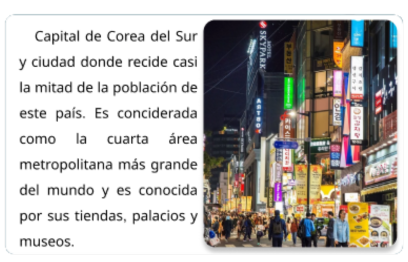 Capital de Corea del Sur
y ciudad donde recide casi
la mitad de la población de
este país. Es conciderada
como la cuarta área
metropolitana más grande
del mundo y es conocida
por sus tiendas, palacios y
museos.
SKYPARK